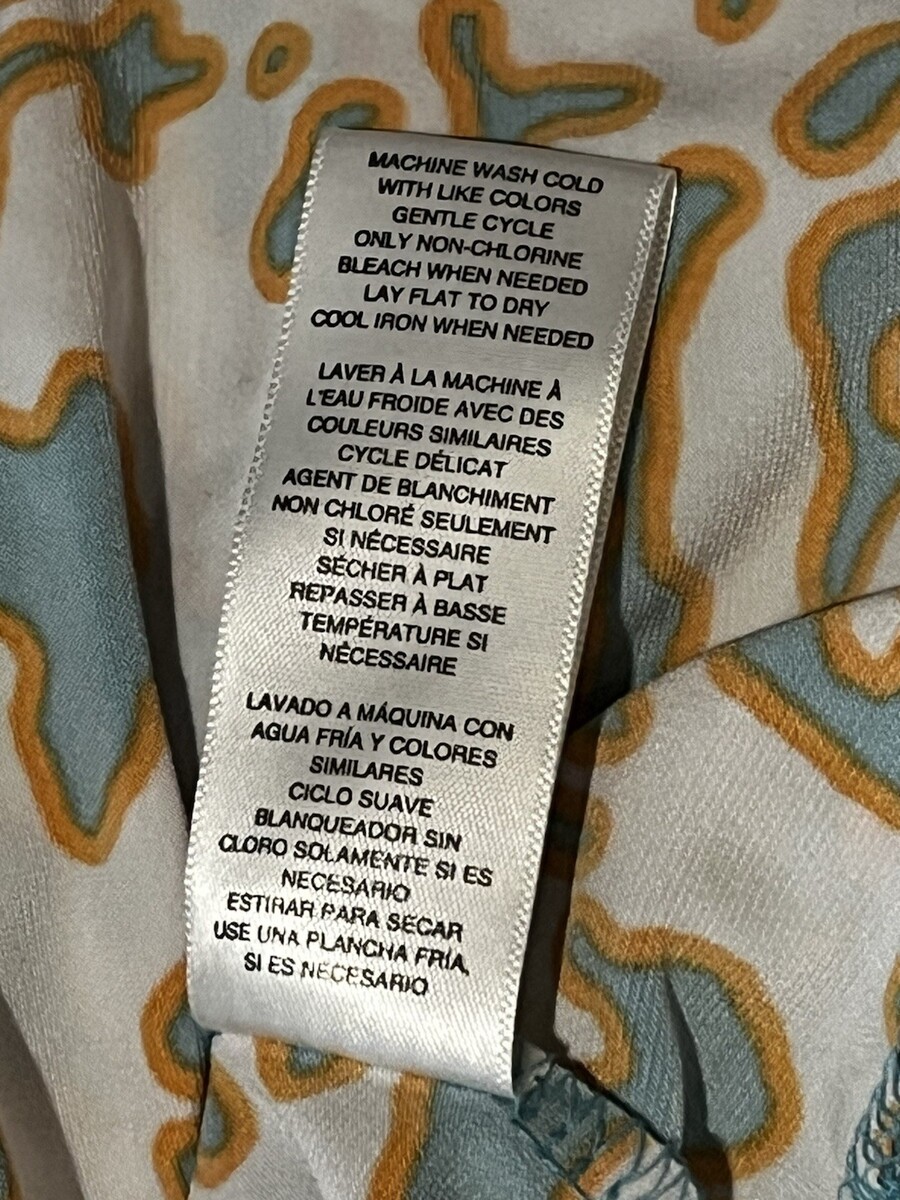 MACHINE WASH COLD
WITH LIKE COLORS
GENTLE CYCLE
ONLY NON-CHLORINE
BLEACH WHEN NEEDED
LAY FLAT TO DRY
COOL IRON WHEN NEEDED
LAVER À LA MACHINE À
L'EAU FROIDE AVEC DES
COULEURS SIMILAIRES
CYCLE DÉLICAT
AGENT DE BLANCHIMENT
NON CHLORÉ SEULEMENT
SI NÉCESSAIRE
SÉCHER À PLAT
REPASSER À BASSE
TEMPÉRATURE SI
NÉCESSAIRE
LAVADO A MÁQUINA CON
AGUA FRÍA Y COLORES
SIMILARES
CICLO SUAVE
BLANQUEADOR SIN
CLORO SOLAMENTE SI ES
NECESARIO
ESTIRAR PARA SECAR
USE UNA PLANCHA FRÍA,
SI ES NECESARIO